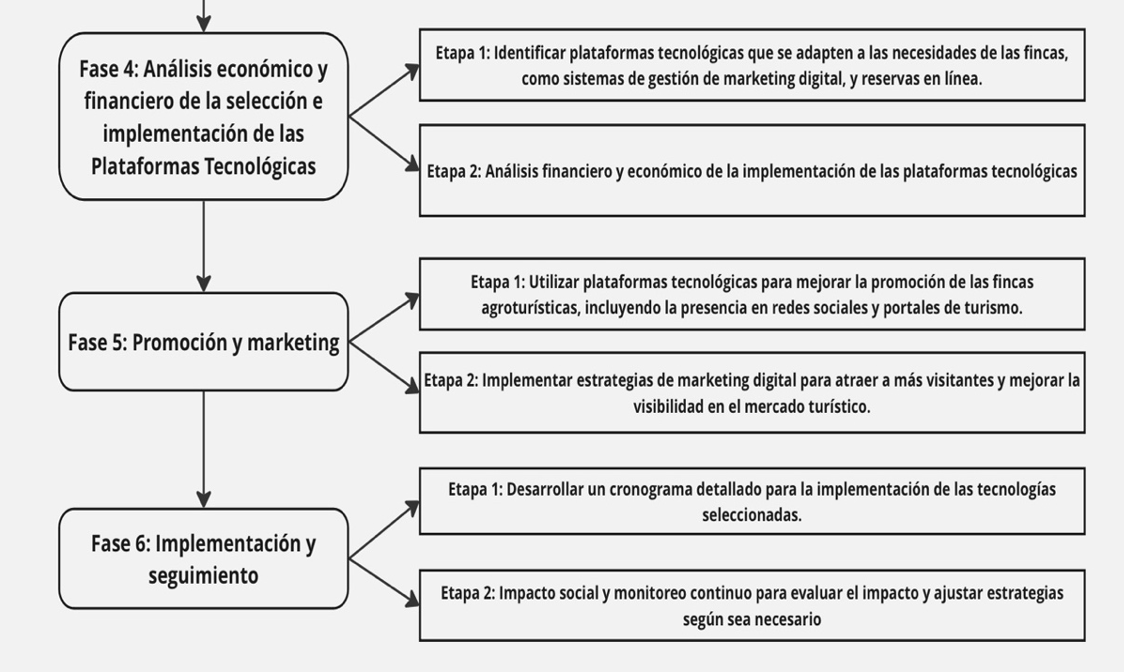 Fase 4: Análisis económico y
financiero de la selección e
implementación de las
Plataformas Tecnológicas
Etapa 1: Identificar plataformas tecnológicas que se adapten a las necesidades de las fincas,
como sistemas de gestión de marketing digital, y reservas en línea.
Etapa 2: Análisis financiero y económico de la implementación de las plataformas tecnológicas
Fase 5: Promoción y marketing
Etapa 1: Utilizar plataformas tecnológicas para mejorar la promoción de las fincas
agroturísticas, incluyendo la presencia en redes sociales y portales de turismo.
Etapa 2: Implementar estrategias de marketing digital para atraer a más visitantes y mejorar la
visibilidad en el mercado turístico.
Fase 6: Implementación y
seguimiento
Etapa 1: Desarrollar un cronograma detallado para la implementación de las tecnologías
seleccionadas.
Etapa 2: Impacto social y monitoreo continuo para evaluar el impacto y ajustar estrategias
según sea necesario